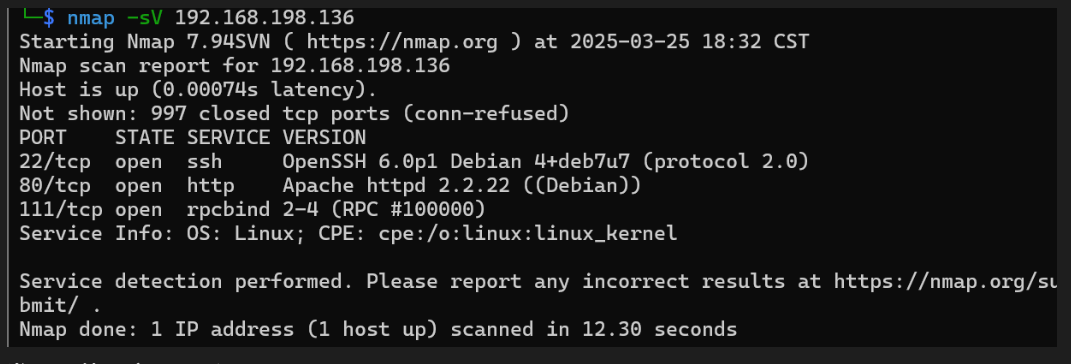 └─$ nmap -sV 192.168.198.136
Starting Nmap 7.94SVN ( https://nmap.org ) at 2025-03-25 18:32 CST
Nmap scan report for 192.168.198.136
Host is up (0.00074s latency).
Not shown: 997 closed tcp ports (conn-refused)
PORT    STATE SERVICE VERSION
22/tcp  open  ssh     OpenSSH 6.0p1 Debian 4+deb7u7 (protocol 2.0)
80/tcp  open  http    Apache httpd 2.2.22 ((Debian))
111/tcp open  rpcbind 2-4 (RPC #100000)
Service Info: OS: Linux; CPE: cpe:/o:linux:linux_kernel

Service detection performed. Please report any incorrect results at https://nmap.org/su
bmit/ .
Nmap done: 1 IP address (1 host up) scanned in 12.30 seconds